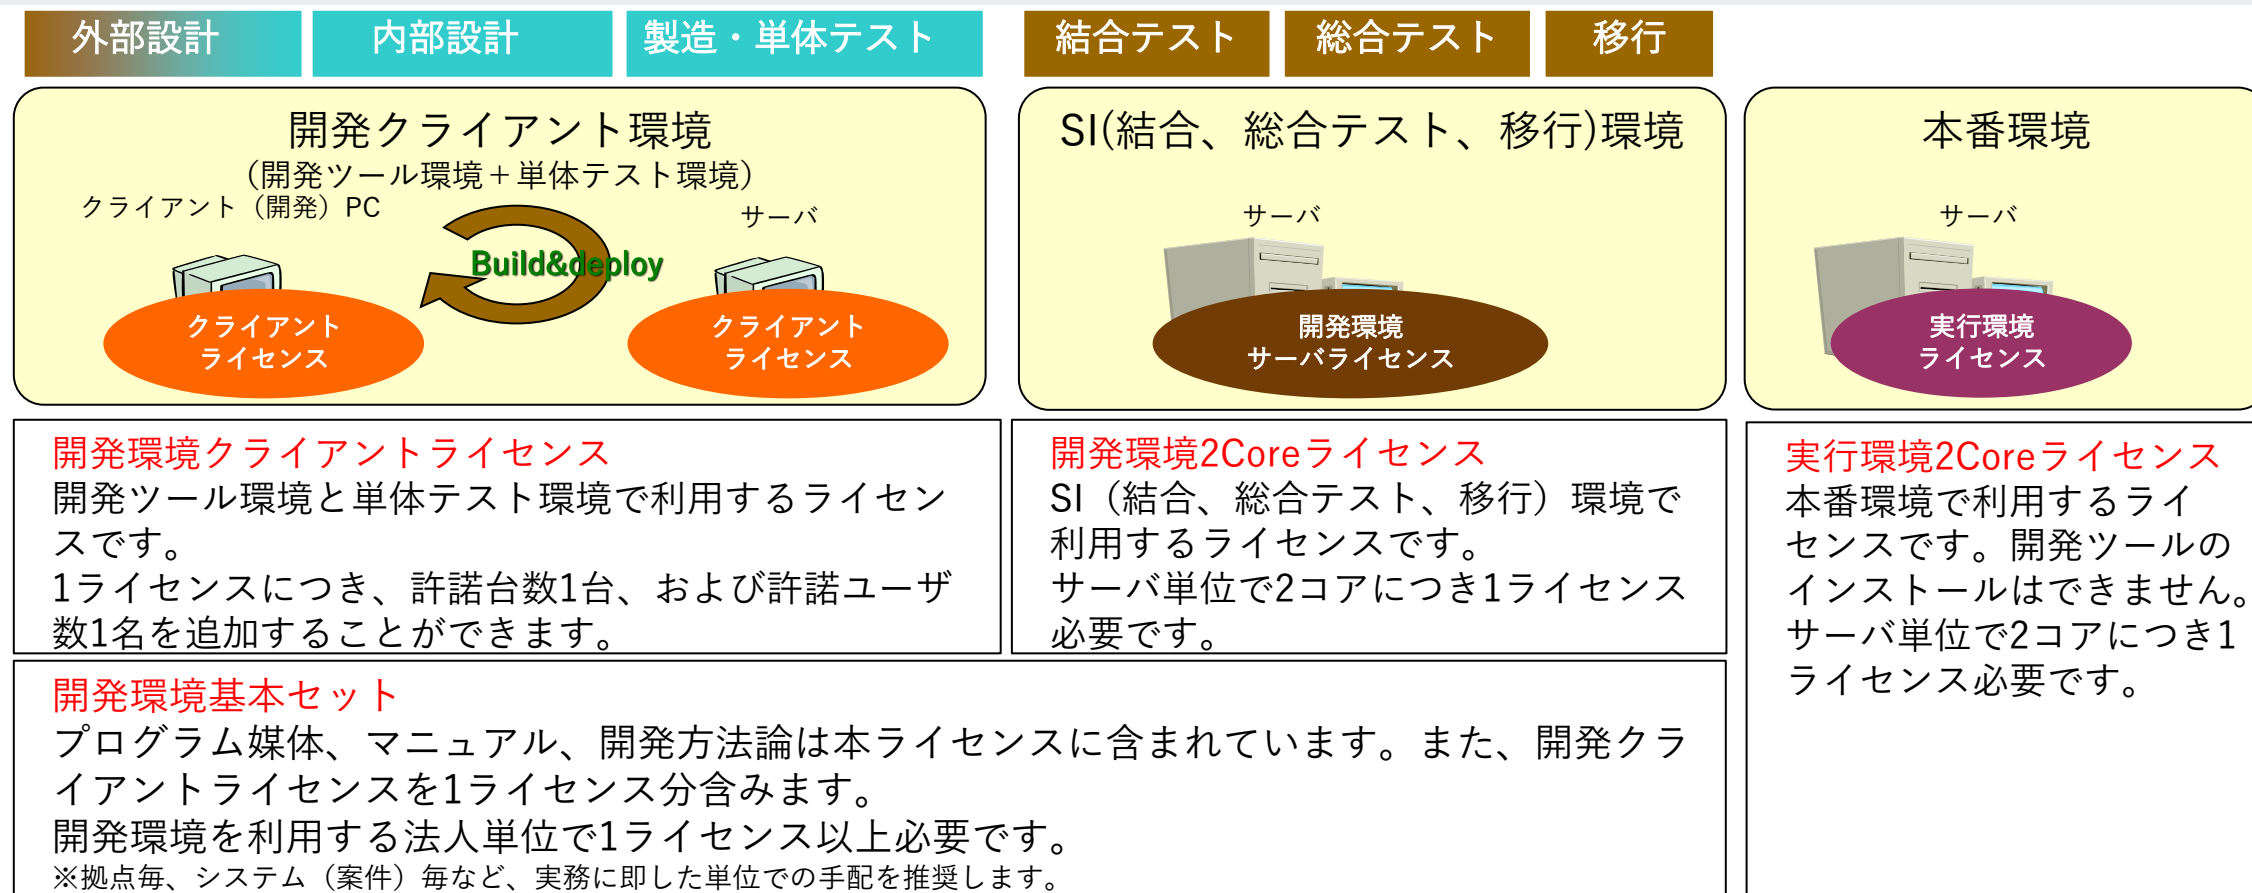 外部設計
内部設計
製造・単体テスト
結合テスト
総合テスト
移行
開発クライアント環境
(開発ツール環境＋単体テスト環境)
クライアント（開発）PC
サーバ
Build&deploy
クライアント
ライセンス
クライアント
ライセンス
SI(結合、総合テスト、移行)環境
サーバ
開発環境
サーバライセンス
本番環境
サーバ
実行環境
ライセンス
開発環境クライアントライセンス
開発ツール環境と単体テスト環境で利用するライセン
スです。
1ライセンスにつき、許諾台数1台、および許諾ユーザ
数1名を追加することができます。
開発環境2Coreライセンス
SI（結合、総合テスト、移行）環境で
利用するライセンスです。
サーバ単位で2コアにつき1ライセンス
必要です。
実行環境2Coreライセンス
本番環境で利用するライ
センスです。開発ツールの
インストールはできません。
サーバ単位で2コアにつき1
ライセンス必要です。
開発環境基本セット
プログラム媒体、マニュアル、開発方法論は本ライセンスに含まれています。また、開発クラ
イアントライセンスを1ライセンス分含みます。
開発環境を利用する法人単位で1ライセンス以上必要です。
※拠点毎、システム（案件）毎など、実務に即した単位での手配を推奨します。